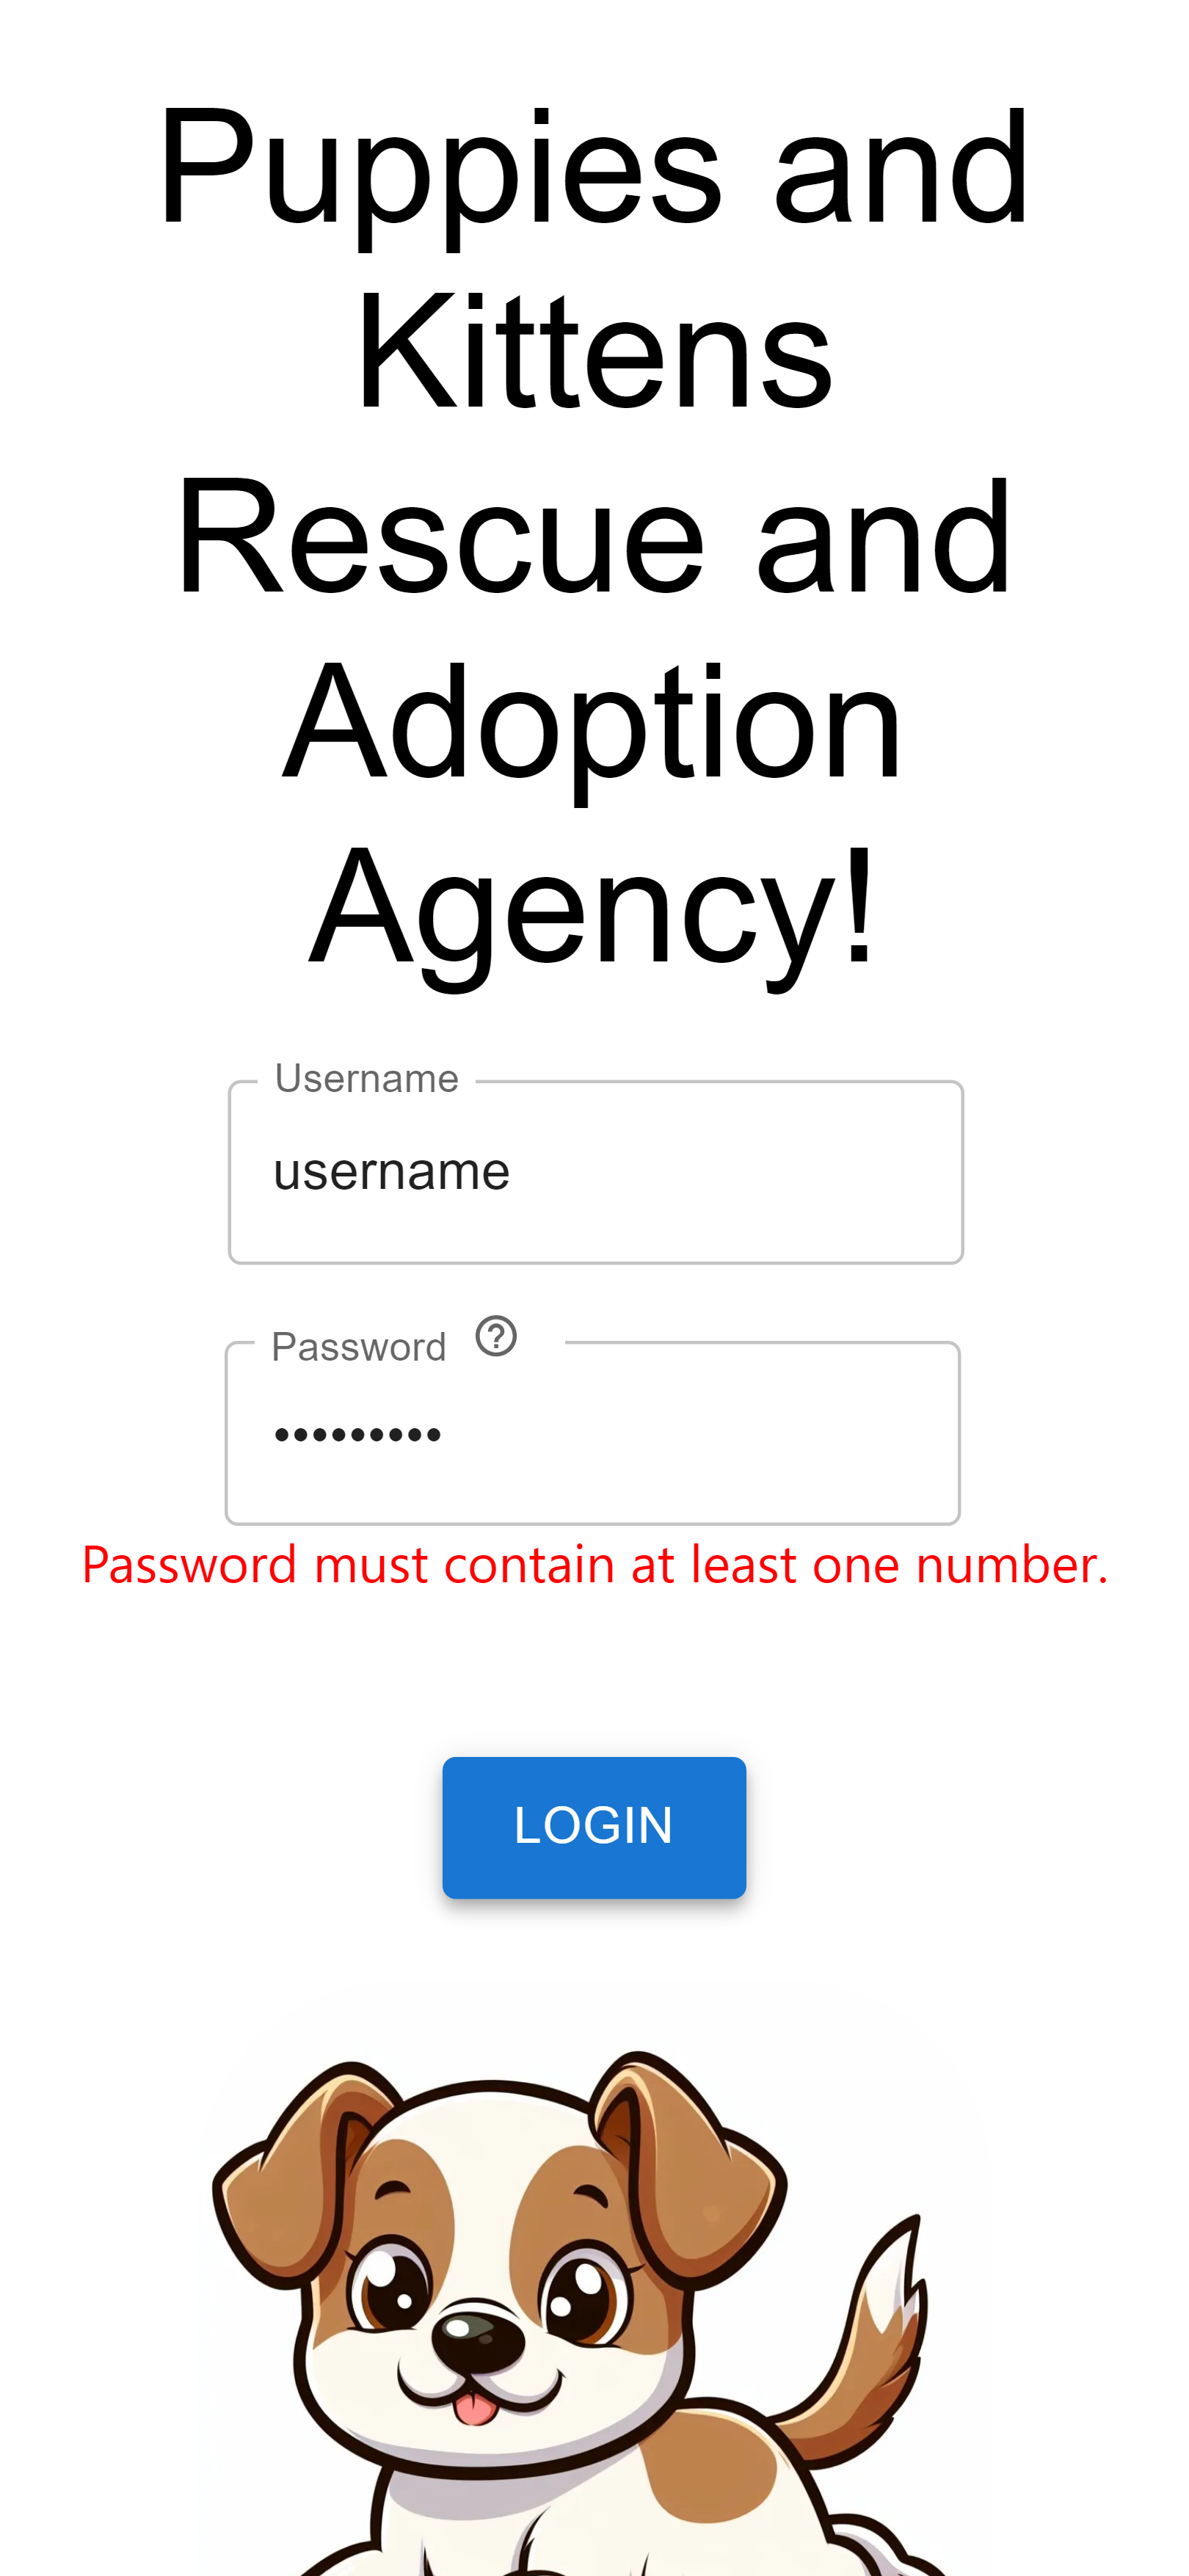 Puppies and
Kittens
Rescue and
Adoption
Agency!
Username
username
Password
•••••••••
Password must contain at least one number.
LOGIN